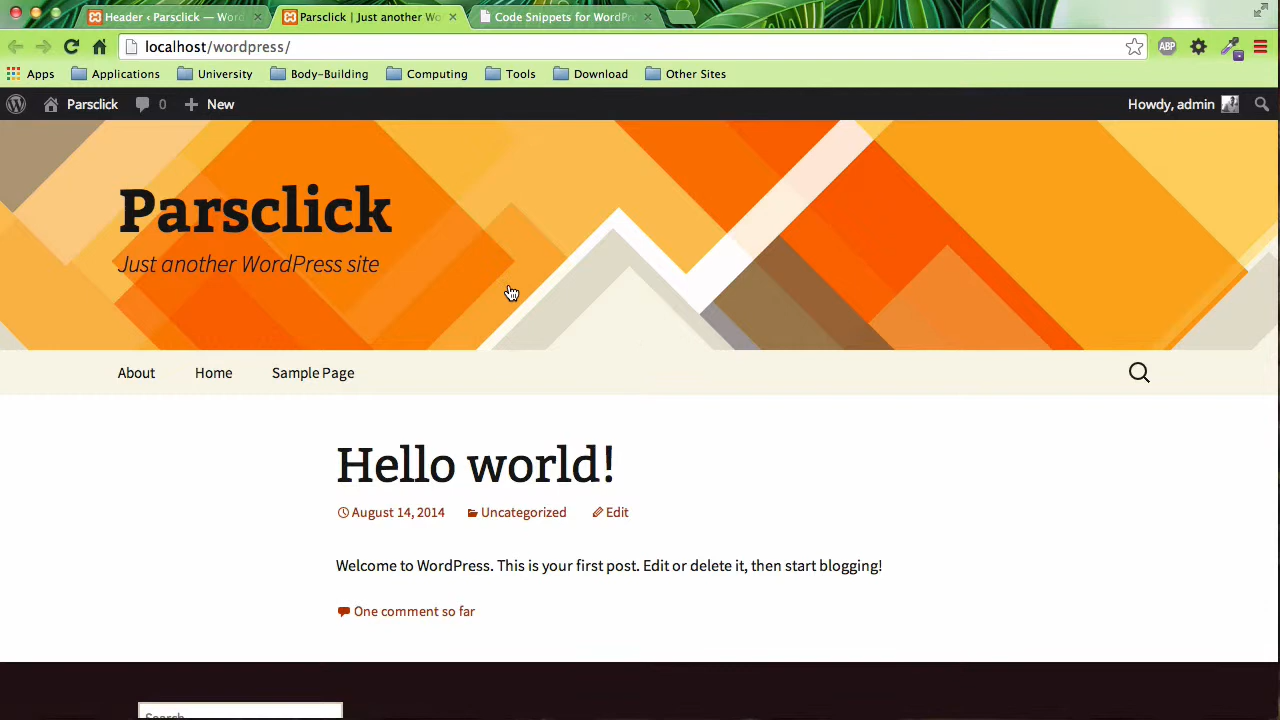 Header ‹ Parsclick — Word
Parsclick | Just another Wo
Code Snippets for WordPr
localhost/wordpress/
ABP
Apps Applications University Body-Building Computing Tools Download Other Sites
Parsclick 0 New Howdy, admin
Parsclick
Just another WordPress site
About Home Sample Page
Hello world!
August 14, 2014 Uncategorized Edit
Welcome to WordPress. This is your first post. Edit or delete it, then start blogging!
One comment so far
Search